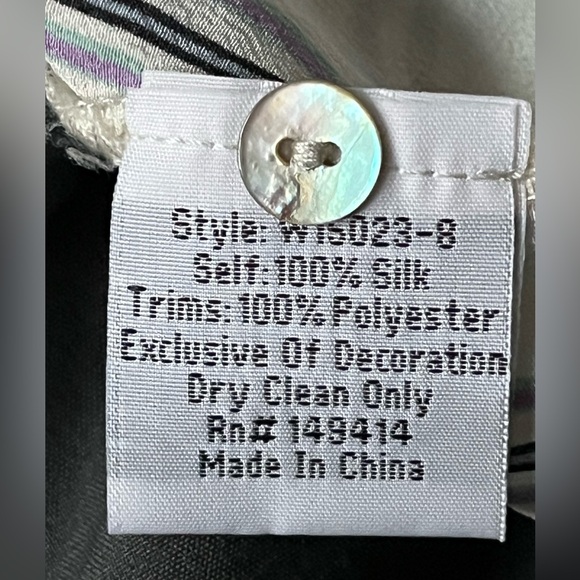 Style: W15D23-8
Self:100% Silk
Trims:100% Polyester
Exclusive Of Decoration
Dry Clean Only
Rn# 149414
Made In China